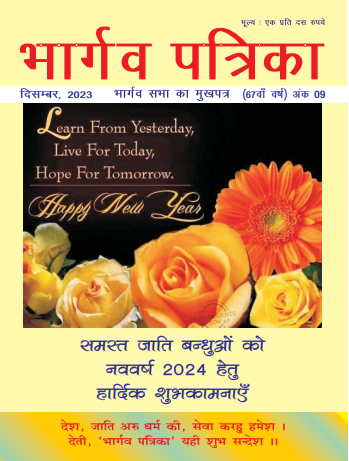 मूल्य : एक प्रति दस रुपये
भार्गव पत्रिका
दिसम्बर, 2023 भार्गव सभा का मुखपत्र (67वाँ वर्ष) अंक 09
Learn From Yesterday,
Live For Today,
Hope For Tomorrow.
Happy New Year
समस्त जाति बन्धुओं को
नववर्ष 2024 हेतु
हार्दिक शुभकामनाएँ
देश, जाति अरु धर्म की, सेवा करहु हमेश ।
देती, ‘भार्गव पत्रिका’ यही शुभ सन्देश ।।